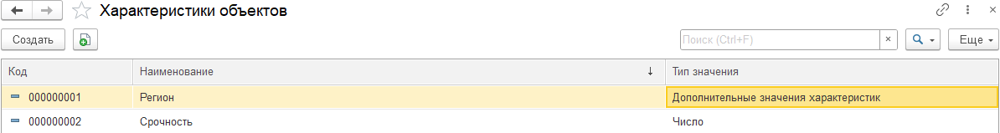 Характеристики объектов
Создать Поиск (Ctrl+F) × Еще
Код Наименование Тип значения
000000001 Регион Дополнительные значения характеристик
000000002 Срочность Число